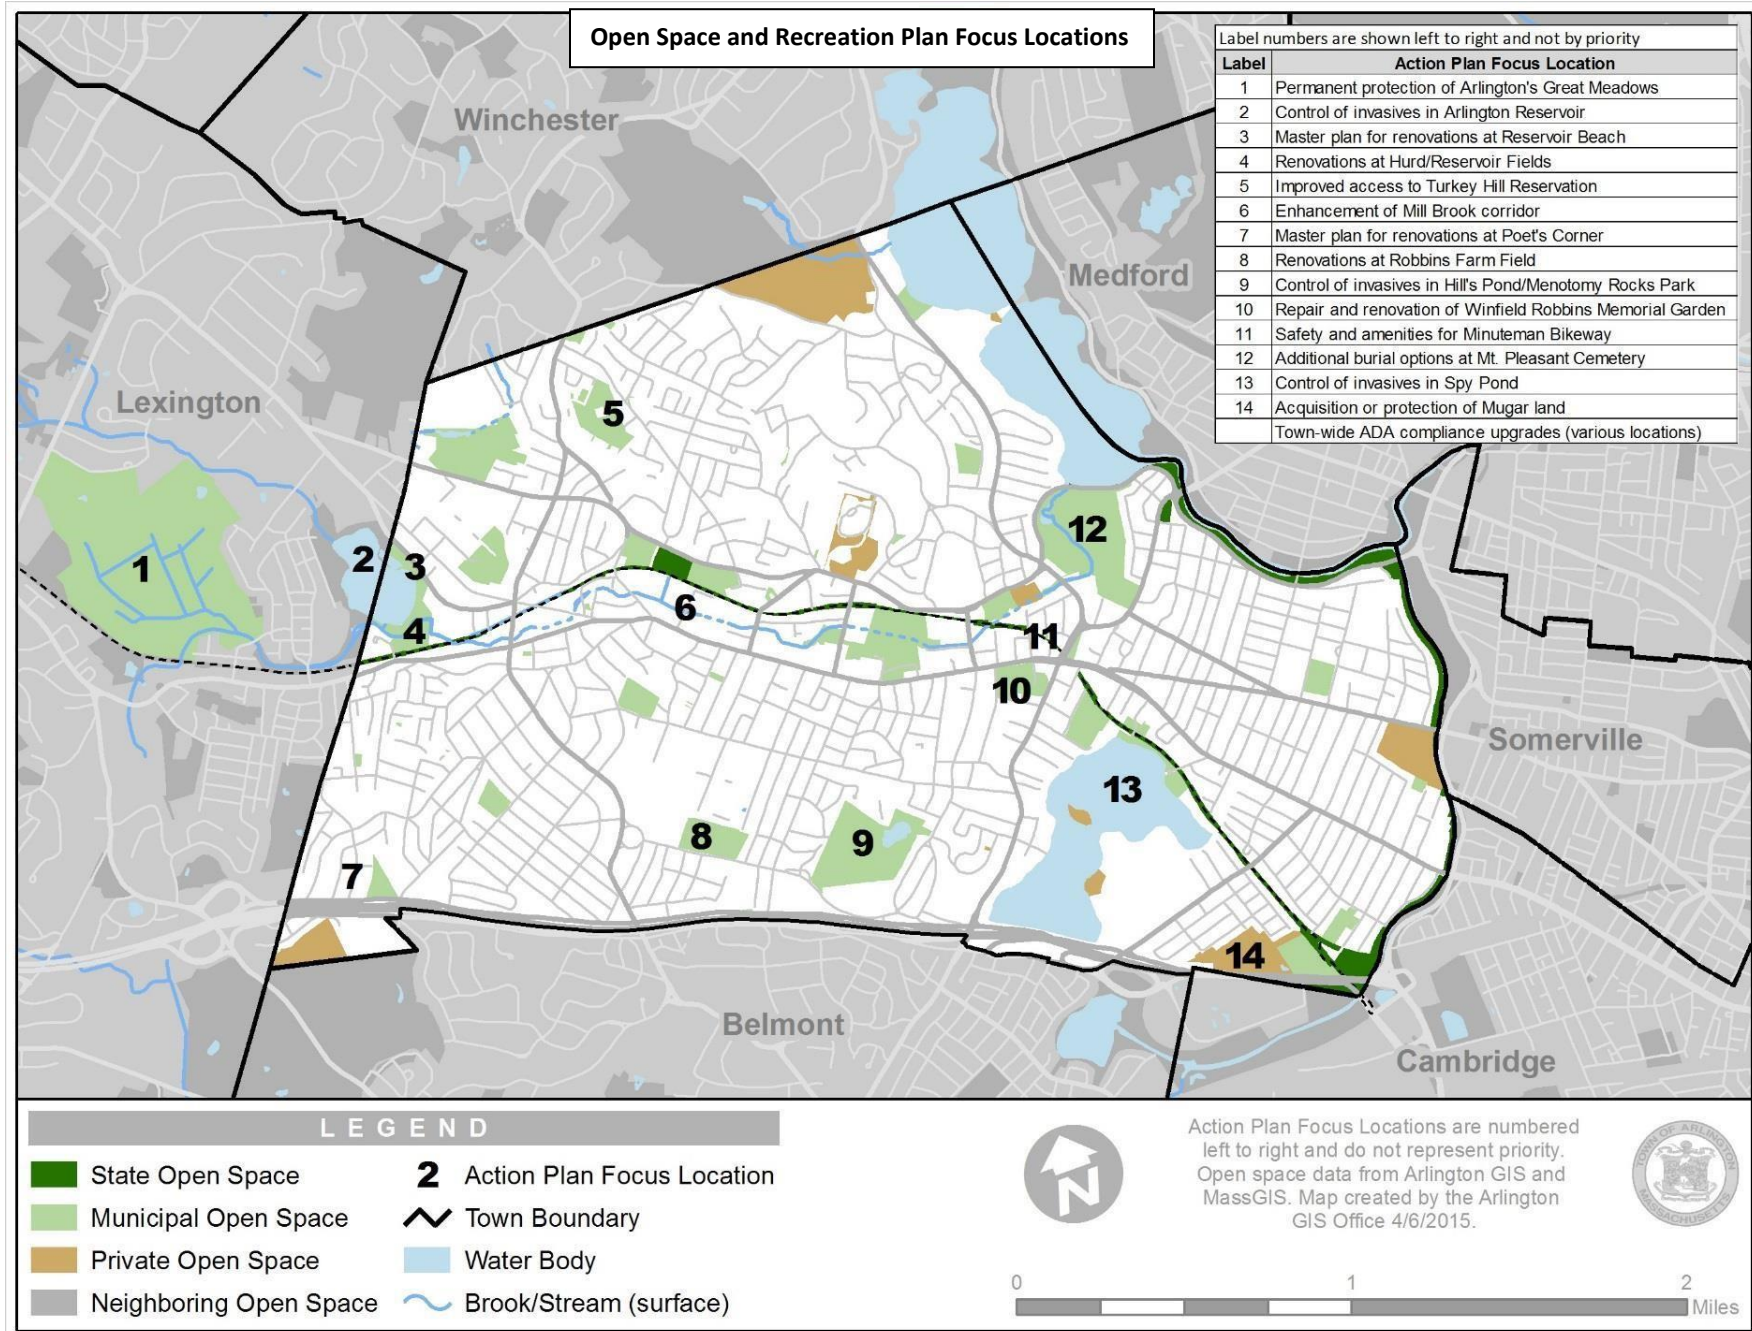 Open Space and Recreation Plan Focus Locations
Label numbers are shown left to right and not by priority
Label Action Plan Focus Location
1 Permanent protection of Arlington's Great Meadows
2 Control of invasives in Arlington Reservoir
3 Master plan for renovations at Reservoir Beach
4 Renovations at Hurd/Reservoir Fields
5 Improved access to Turkey Hill Reservation
6 Enhancement of Mill Brook corridor
7 Master plan for renovations at Poet's Corner
8 Renovations at Robbins Farm Field
9 Control of invasives in Hill's Pond/Menotomy Rocks Park
10 Repair and renovation of Winfield Robbins Memorial Garden
11 Safety and amenities for Minuteman Bikeway
12 Additional burial options at Mt. Pleasant Cemetery
13 Control of invasives in Spy Pond
14 Acquisition or protection of Mugar land
Town-wide ADA compliance upgrades (various locations)
Winchester
Medford
Lexington
5
12
1
2
3
6
4
11
10
Somerville
13
8
9
7
14
Belmont
Cambridge
LEGEND
State Open Space
Municipal Open Space
Private Open Space
Neighboring Open Space
2 Action Plan Focus Location
Town Boundary
Water Body
Brook/Stream (surface)
N
Action Plan Focus Locations are numbered
left to right and do not represent priority.
Open space data from Arlington GIS and
MassGIS. Map created by the Arlington
GIS Office 4/6/2015.
TOWN OF ARLINGTON
MASSACHUSETTS
0 1 2
Miles